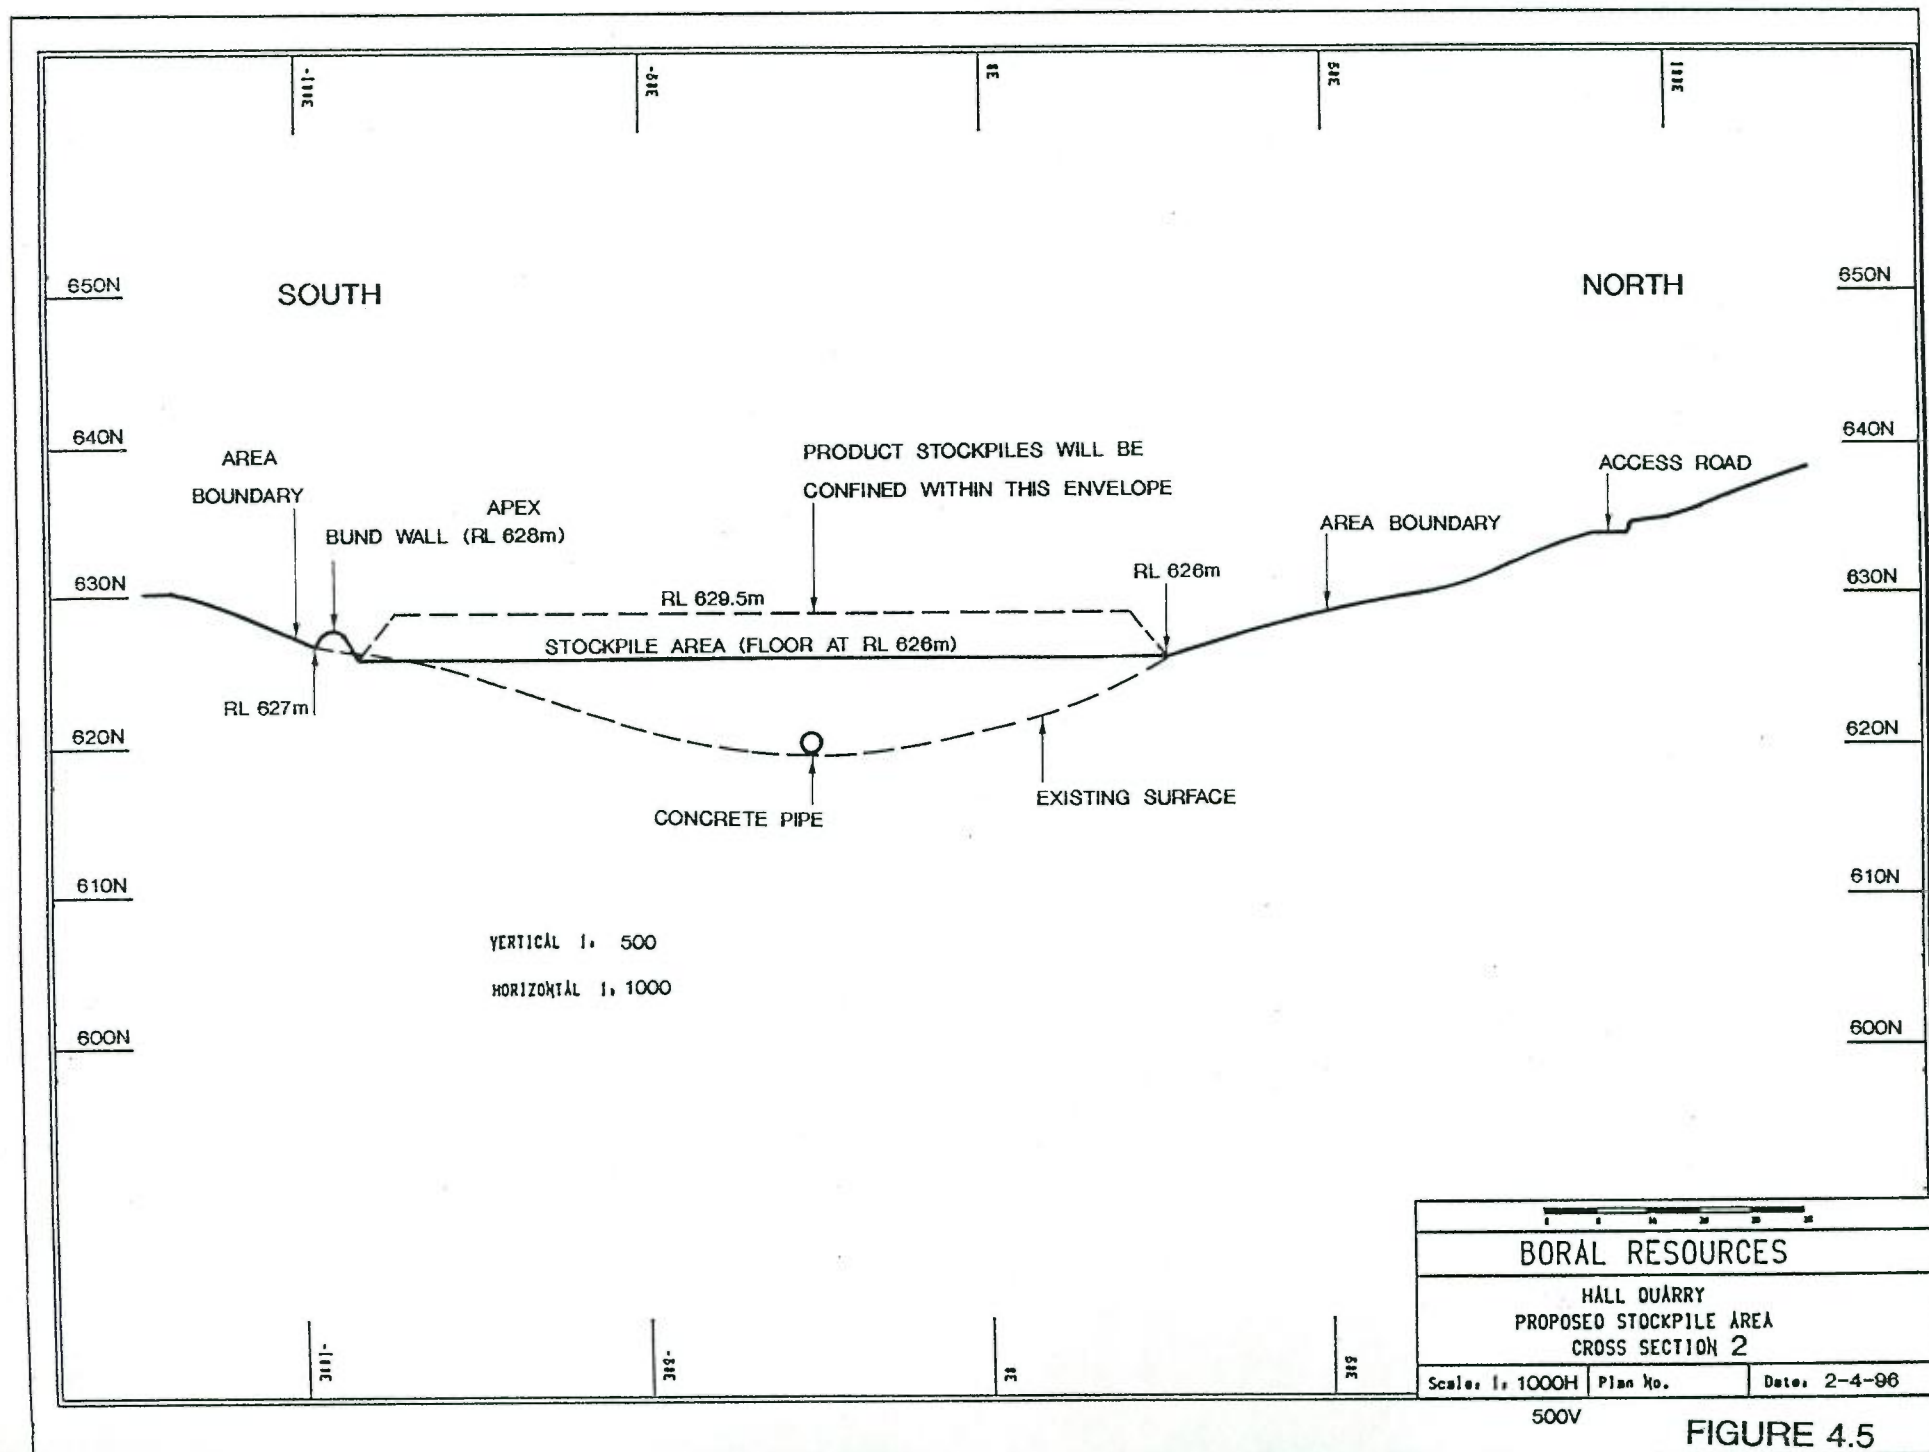 650N
SOUTH
NORTH
650N
640N
640N
AREA
BOUNDARY
APEX
BUND WALL (RL 628m)
PRODUCT STOCKPILES WILL BE
CONFINED WITHIN THIS ENVELOPE
ACCESS ROAD
AREA BOUNDARY
RL 626m
630N
630N
RL 629.5m
STOCKPILE AREA (FLOOR AT RL 626m)
RL 627m
620N
620N
CONCRETE PIPE
EXISTING SURFACE
610N
610N
VERTICAL 1: 500
HORIZONTAL 1: 1000
600N
600N
BORAL RESOURCES
HALL QUARRY
PROPOSED STOCKPILE AREA
CROSS SECTION 2
Scale: 1: 1000H
Plan No.
Date: 2-4-96
500V
FIGURE 4.5